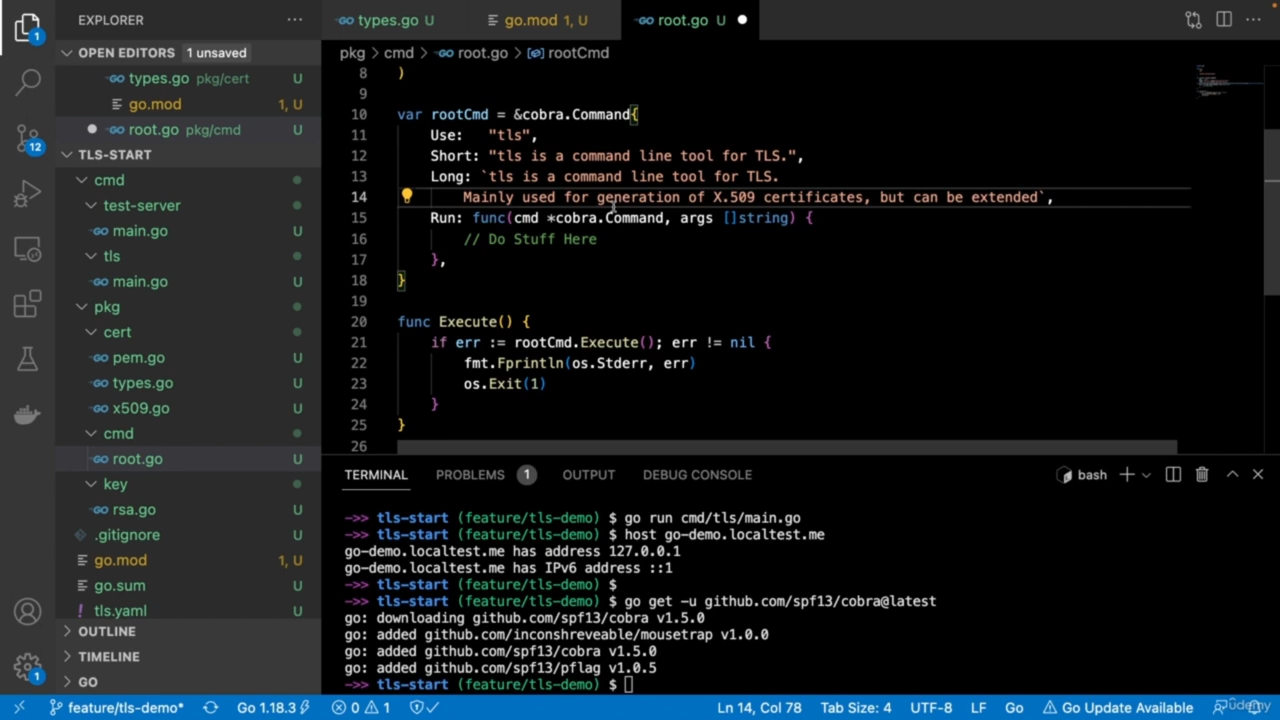 EXPLORER
types.go U
go.mod 1, U
root.go U
OPEN EDITORS 1 unsaved
types.go pkg/cert U
go.mod 1, U
root.go pkg/cmd U
TLS-START
cmd
test-server
main.go U
tls
main.go U
pkg
cert
pem.go U
types.go U
x509.go U
cmd
root.go U
key
rsa.go U
.gitignore U
go.mod 1, U
go.sum U
tls.yaml U
OUTLINE
TIMELINE
GO
1
12
1
pkg > cmd > root.go > rootCmd
8 )
9
10 var rootCmd = &cobra.Command{
11 Use:   "tls",
12 Short: "tls is a command line tool for TLS.",
13 Long: `tls is a command line tool for TLS.
14 Mainly used for generation of X.509 certificates, but can be extended`,
15 Run: func(cmd *cobra.Command, args []string) {
16 // Do Stuff Here
17 },
18 }
19
20 func Execute() {
21 if err := rootCmd.Execute(); err != nil {
22 fmt.Fprintln(os.Stderr, err)
23 os.Exit(1)
24 }
25 }
26
TERMINAL PROBLEMS 1 OUTPUT DEBUG CONSOLE bash
->> tls-start (feature/tls-demo) $ go run cmd/tls/main.go
->> tls-start (feature/tls-demo) $ host go-demo.localtest.me
go-demo.localtest.me has address 127.0.0.1
go-demo.localtest.me has IPv6 address ::1
->> tls-start (feature/tls-demo) $
->> tls-start (feature/tls-demo) $ go get -u github.com/spf13/cobra@latest
go: downloading github.com/spf13/cobra v1.5.0
go: added github.com/inconshreveable/mousetrap v1.0.0
go: added github.com/spf13/cobra v1.5.0
go: added github.com/spf13/pflag v1.0.5
->> tls-start (feature/tls-demo) $
feature/tls-demo* Go 1.18.3 0 1 Ln 14, Col 78 Tab Size: 4 UTF-8 LF Go Go Update Available
Udemy